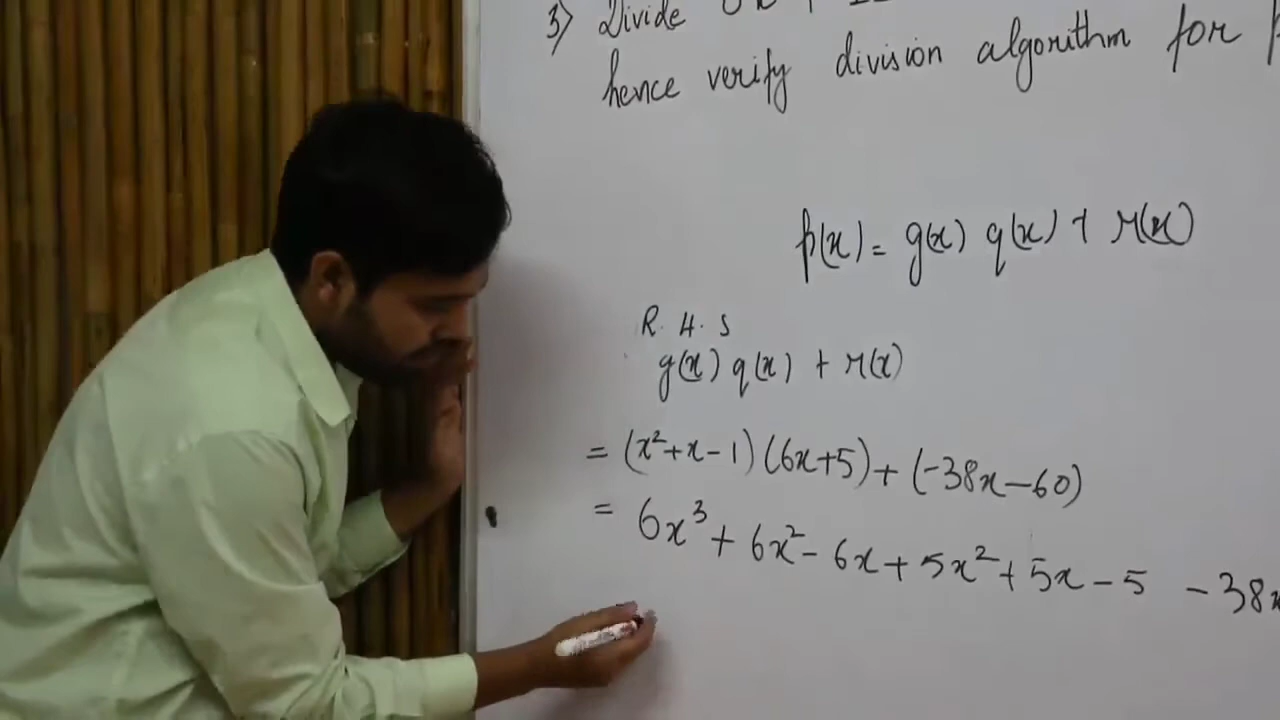 3) Divide
hence verify division algorithm for
p(x) = g(x) q(x) + r(x)
R. H. S
g(x) q(x) + r(x)
= (x²+x-1)(6x+5)+(-38x-60)
= 6x³ + 6x² - 6x + 5x² + 5x - 5 - 38x